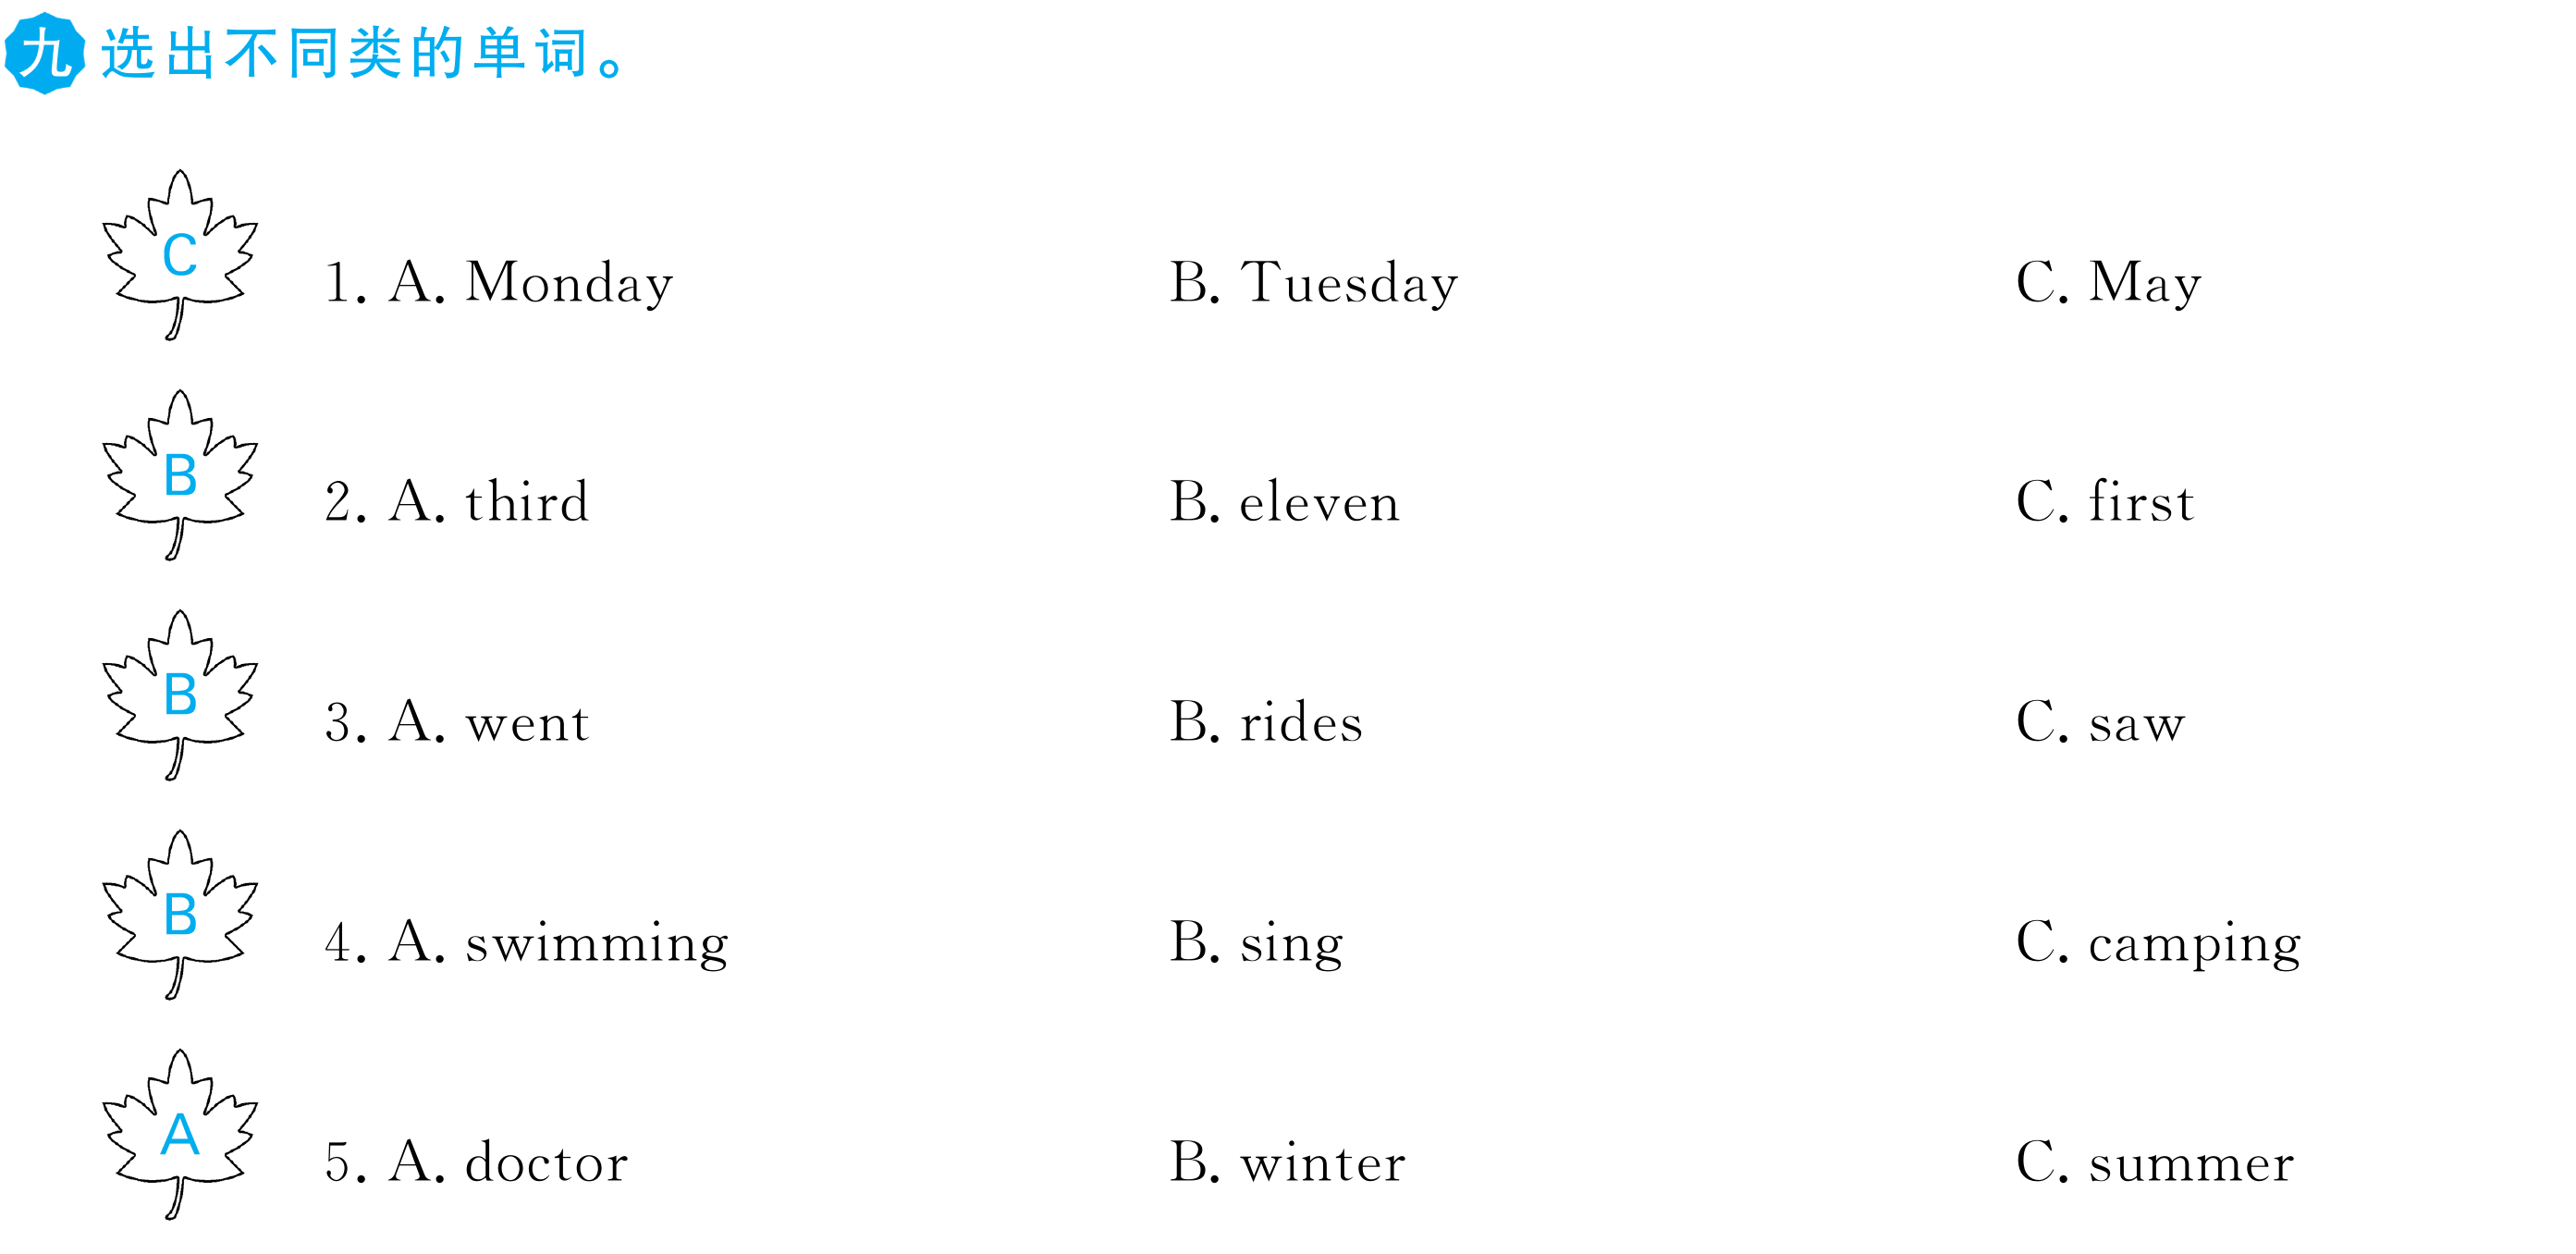 九 选出不同类的单词。
C 1. A. Monday B. Tuesday C. May
B 2. A. third B. eleven C. first
B 3. A. went B. rides C. saw
B 4. A. swimming B. sing C. camping
A 5. A. doctor B. winter C. summer